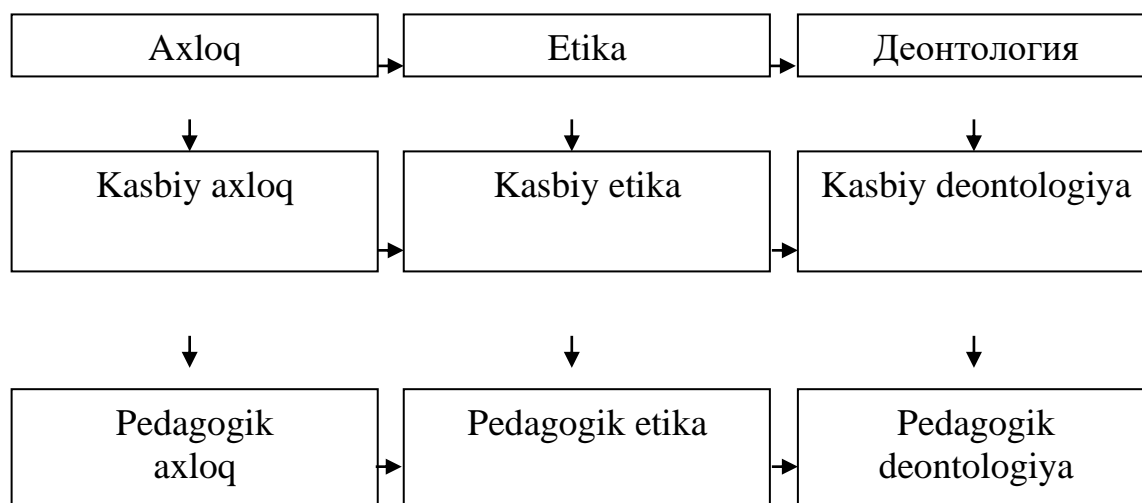 Axloq
Etika
Деонтология
Kasbiy axloq
Kasbiy etika
Kasbiy deontologiya
Pedagogik
axloq
Pedagogik etika
Pedagogik
deontologiya